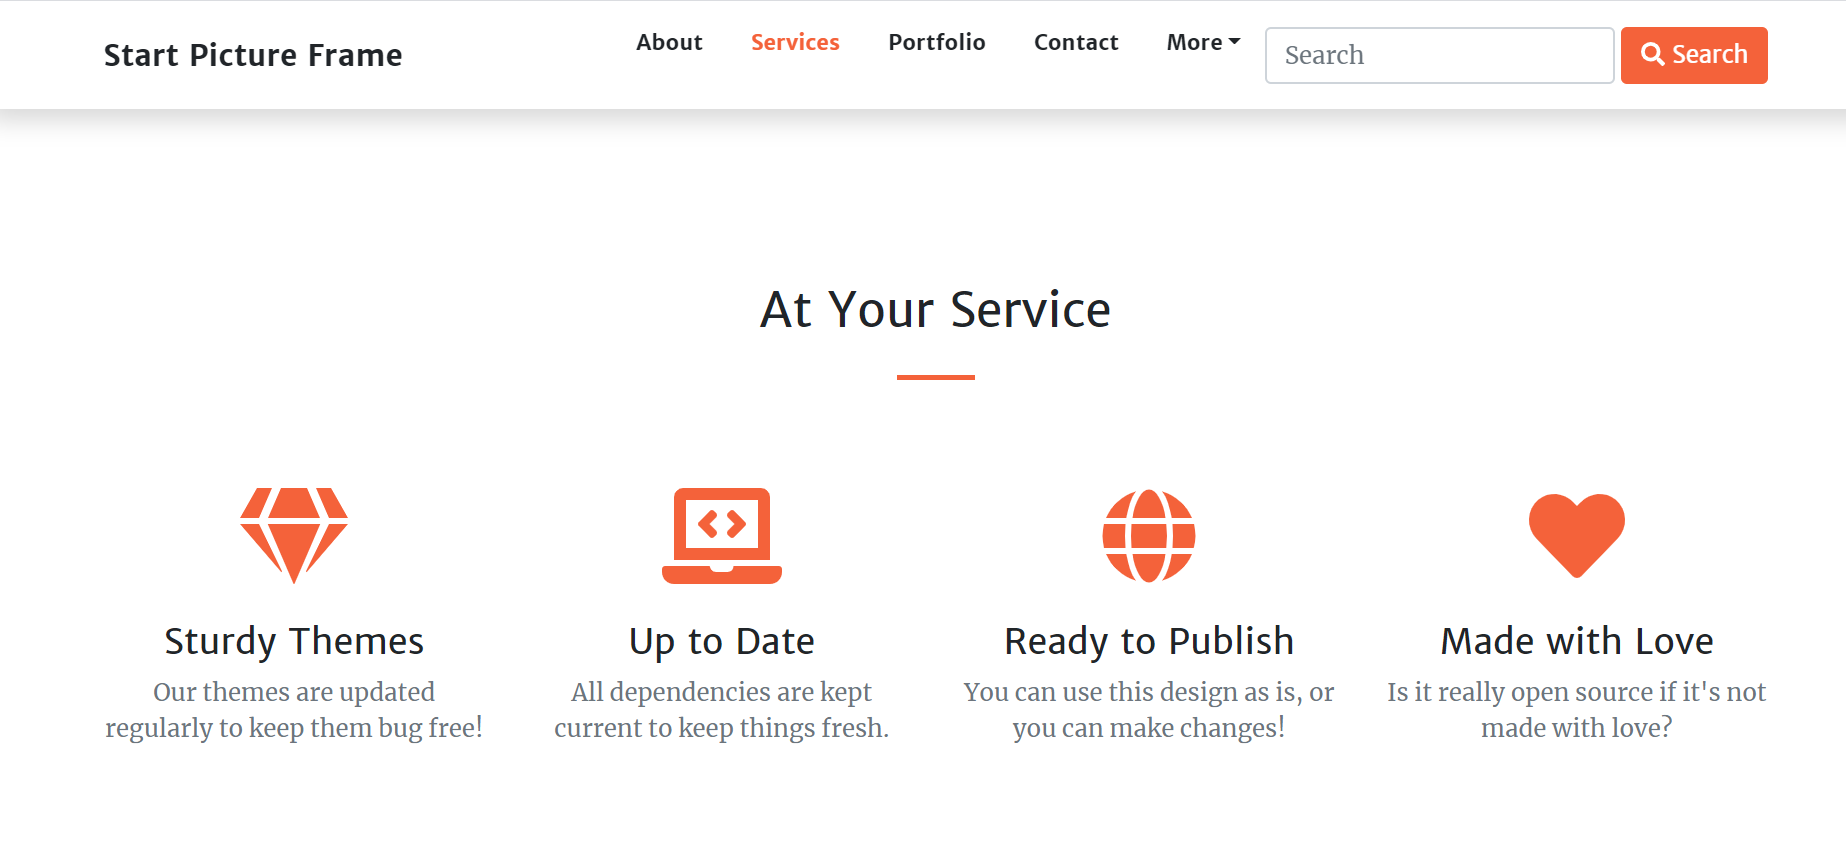 Start Picture Frame
About
Services
Portfolio
Contact
More
Search
Search
At Your Service
Sturdy Themes
Our themes are updated
regularly to keep them bug free!
Up to Date
All dependencies are kept
current to keep things fresh.
Ready to Publish
You can use this design as is, or
you can make changes!
Made with Love
Is it really open source if it's not
made with love?